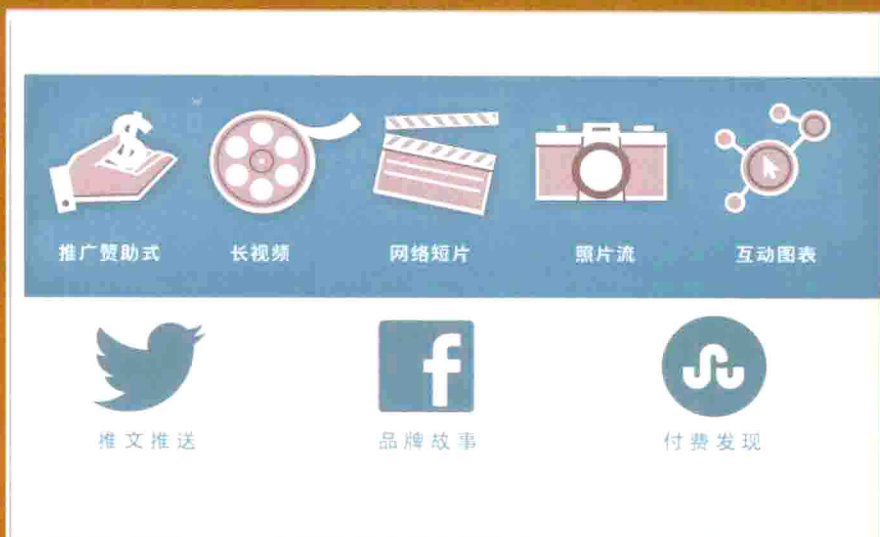 推广赞助式
长视频
网络短片
照片流
互动图表
推文推送
品牌故事
付费发现